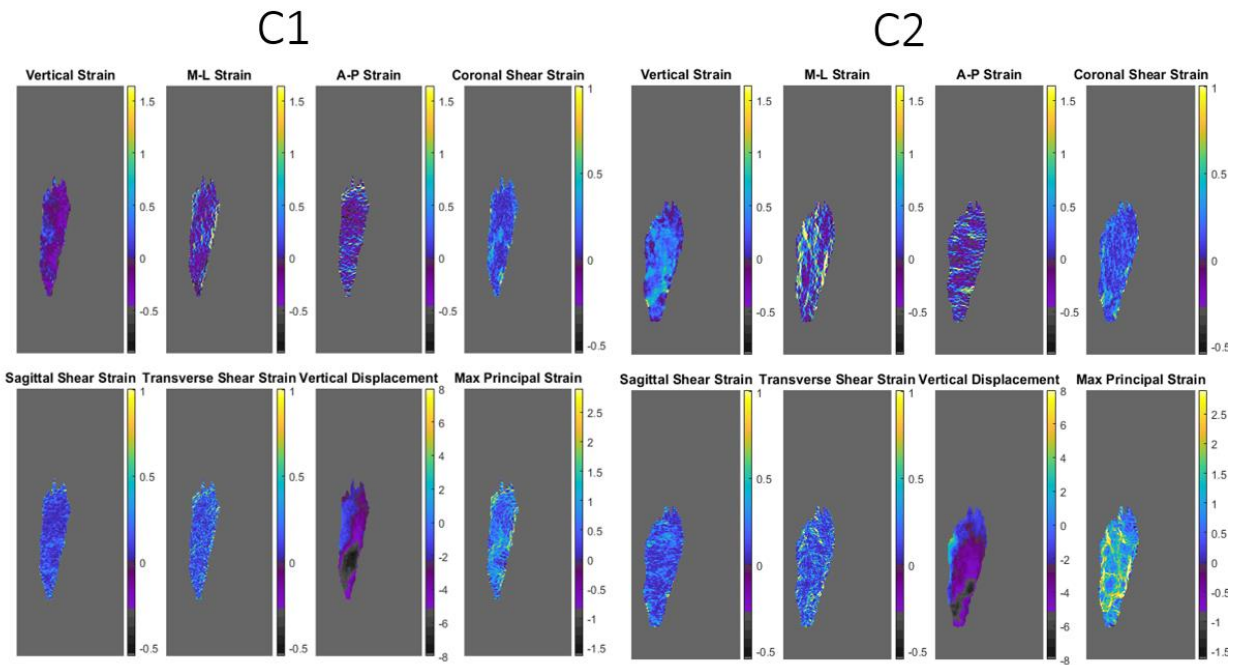 C1
Vertical Strain M-L Strain A-P Strain Coronal Shear Strain
1.5 1.5 1.5 1
1 1 1
0.5 0.5 0.5 0.5
0 0 0 0
-0.5 -0.5 -0.5 -0.5
Sagittal Shear Strain Transverse Shear Strain Vertical Displacement Max Principal Strain
1 1 8 2.5
6 2
4 1.5
0.5 0.5 2 1
0 0.5
0 0 -2 0
-4 -0.5
-6 -1
-0.5 -0.5 -8 -1.5
C2
Vertical Strain M-L Strain A-P Strain Coronal Shear Strain
1.5 1.5 1.5 1
1 1 1
0.5 0.5 0.5 0.5
0 0 0 0
-0.5 -0.5 -0.5 -0.5
Sagittal Shear Strain Transverse Shear Strain Vertical Displacement Max Principal Strain
1 1 8 2.5
6 2
4 1.5
0.5 0.5 2 1
0 0.5
0 0 -2 0
-4 -0.5
-6 -1
-0.5 -0.5 -8 -1.5